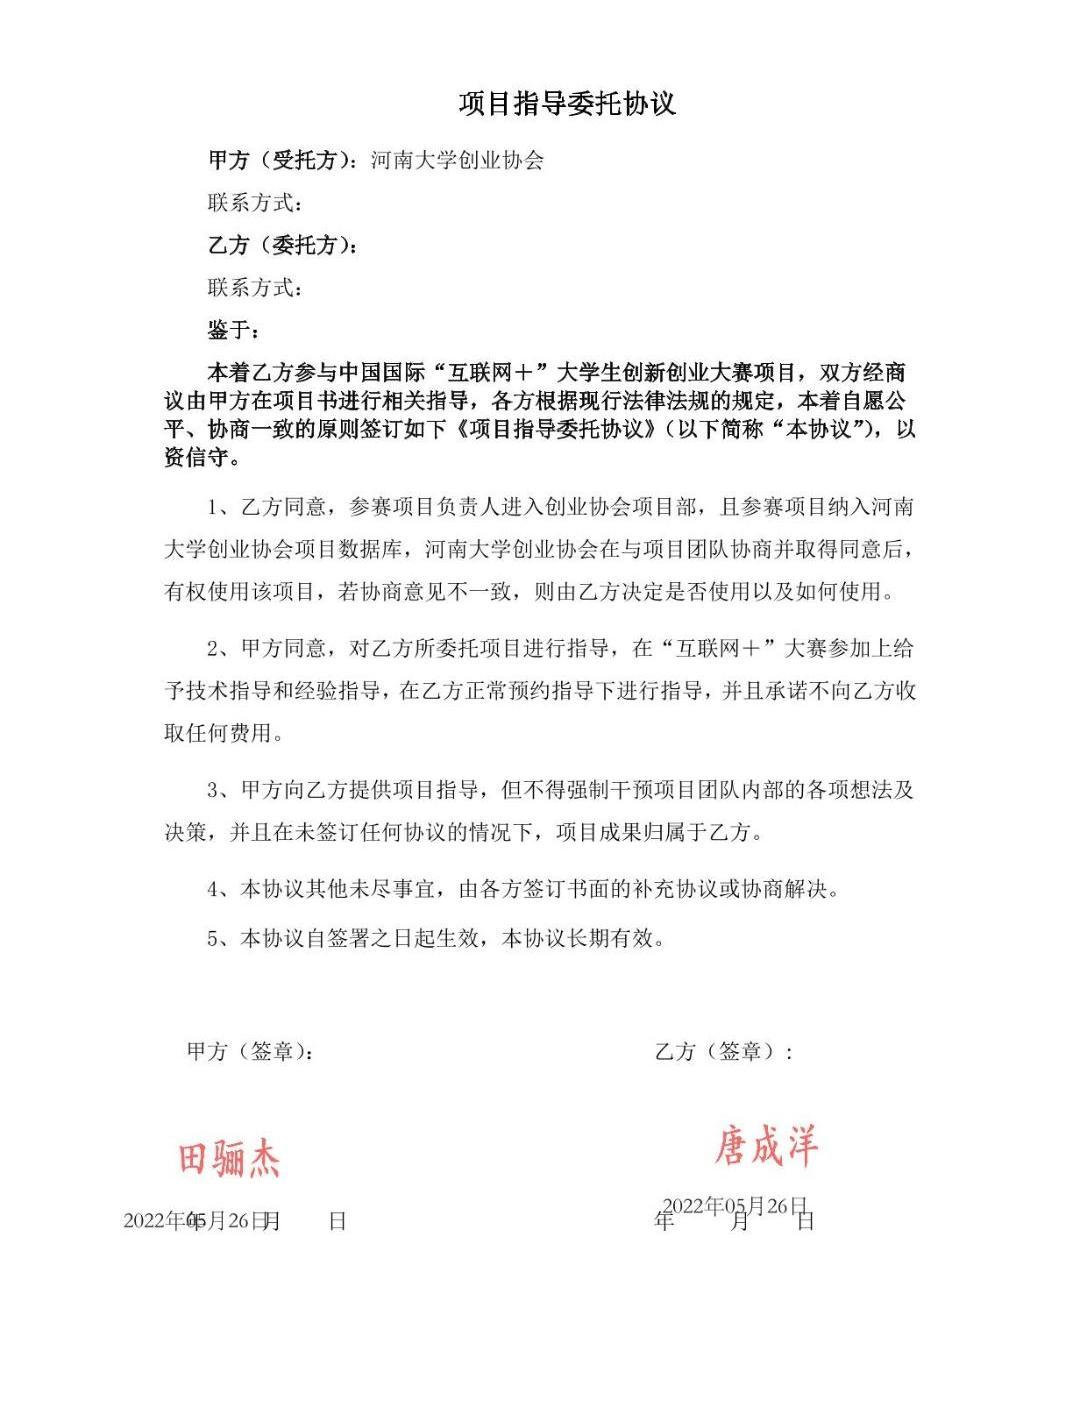 项目指导委托协议
甲方（受托方）：河南大学创业协会
联系方式：
乙方（委托方）：
联系方式：
鉴于：
本着乙方参与中国国际“互联网＋”大学生创新创业大赛项目，双方经商
议由甲方在项目书进行相关指导，各方根据现行法律法规的规定，本着自愿公
平、协商一致的原则签订如下《项目指导委托协议》（以下简称“本协议”），以
资信守。
1、乙方同意，参赛项目负责人进入创业协会项目部，且参赛项目纳入河南
大学创业协会项目数据库，河南大学创业协会在与项目团队协商并取得同意后，
有权使用该项目，若协商意见不一致，则由乙方决定是否使用以及如何使用。
2、甲方同意，对乙方所委托项目进行指导，在“互联网＋”大赛参加上给
予技术指导和经验指导，在乙方正常预约指导下进行指导，并且承诺不向乙方收
取任何费用。
3、甲方向乙方提供项目指导，但不得强制干预项目团队内部的各项想法及
决策，并且在未签订任何协议的情况下，项目成果归属于乙方。
4、本协议其他未尽事宜，由各方签订书面的补充协议或协商解决。
5、本协议自签署之日起生效，本协议长期有效。
甲方（签章）： 乙方（签章）：
田骊杰 唐成洋
2022年05月26日 2022年05月26日
年 月 日 年 月 日